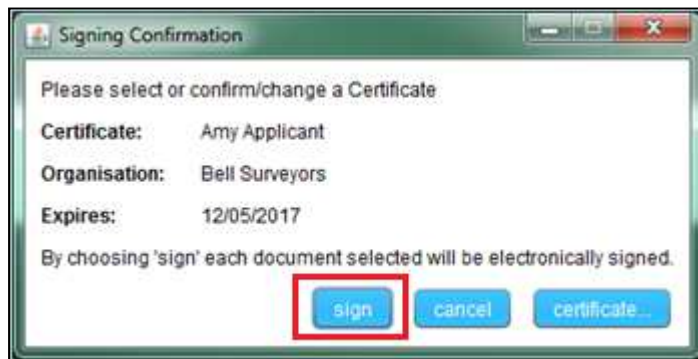 Signing Confirmation
Please select or confirm/change a Certificate
Certificate: Amy Applicant
Organisation: Bell Surveyors
Expires: 12/05/2017
By choosing 'sign' each document selected will be electronically signed.
sign cancel certificate...